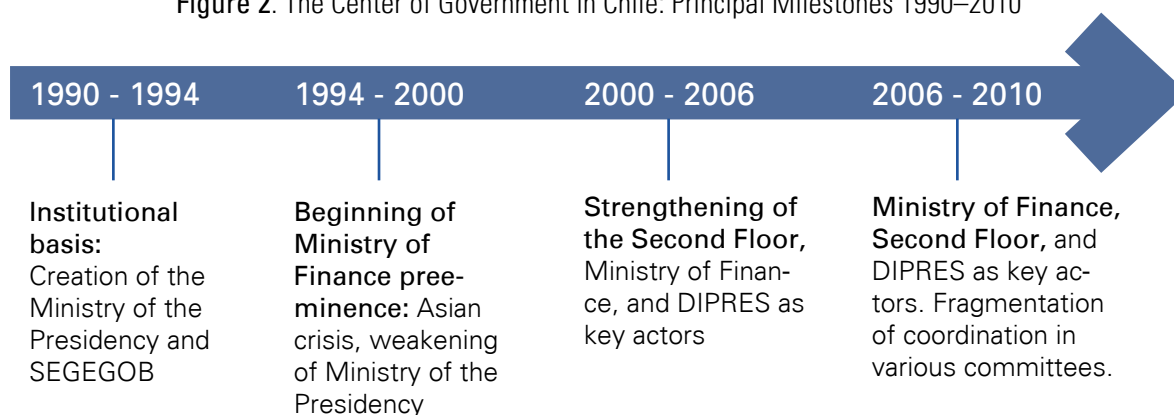 Figure 2. The Center of Government in Chile: Principal Milestones 1990–2010
1990 - 1994
1994 - 2000
2000 - 2006
2006 - 2010
Institutional
basis:
Creation of the
Ministry of the
Presidency and
SEGEGOB
Beginning of
Ministry of
Finance pree-
minence: Asian
crisis, weakening
of Ministry of the
Presidency
Strengthening of
the Second Floor,
Ministry of Finan-
ce, and DIPRES as
key actors
Ministry of Finance,
Second Floor, and
DIPRES as key ac-
tors. Fragmentation
of coordination in
various committees.